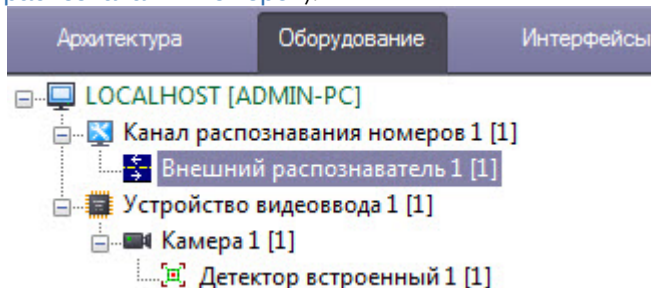 Архитектура Оборудование Интерфейсы
LOCALHOST [ADMIN-PC]
Канал распознавания номеров 1 [1]
Внешний распознаватель 1 [1]
Устройство видеоввода 1 [1]
Камера 1 [1]
Детектор встроенный 1 [1]